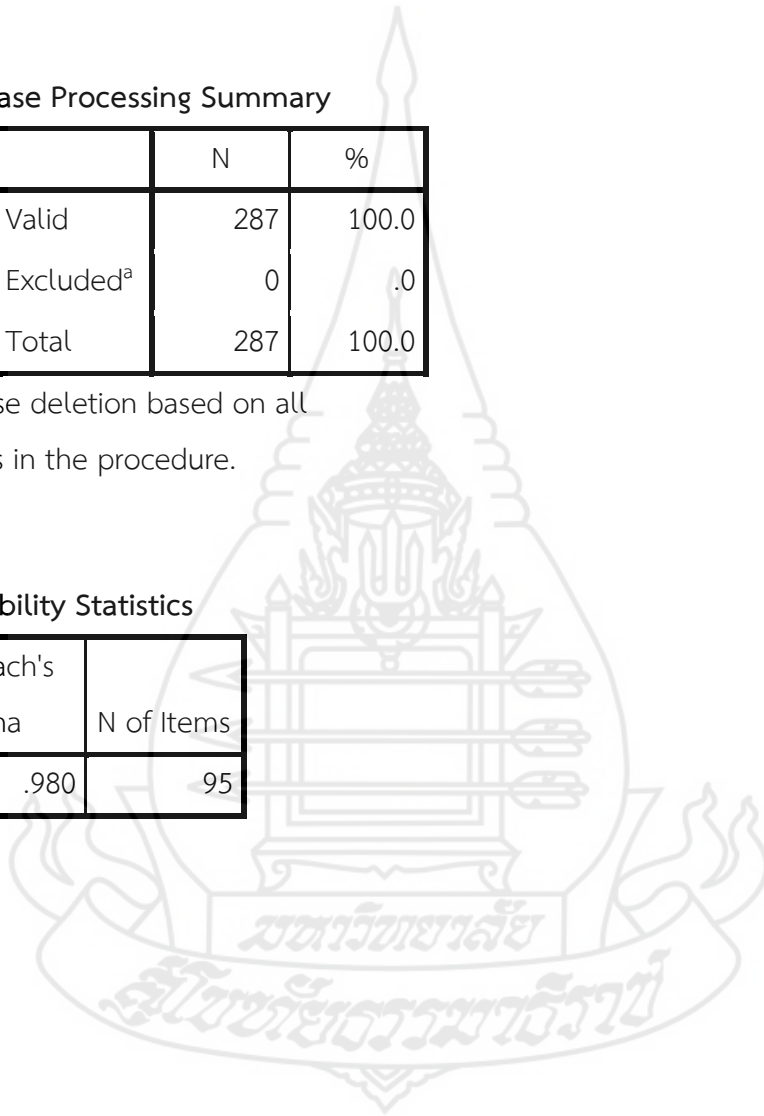 ase Processing Summary
N %
Valid 287 100.0
Excludedᵃ 0 .0
Total 287 100.0
se deletion based on all
s in the procedure.
bility Statistics
ach's
na N of Items
.980 95
มหาวิทยาลัย
สุโขทัยธรรมาธิราช